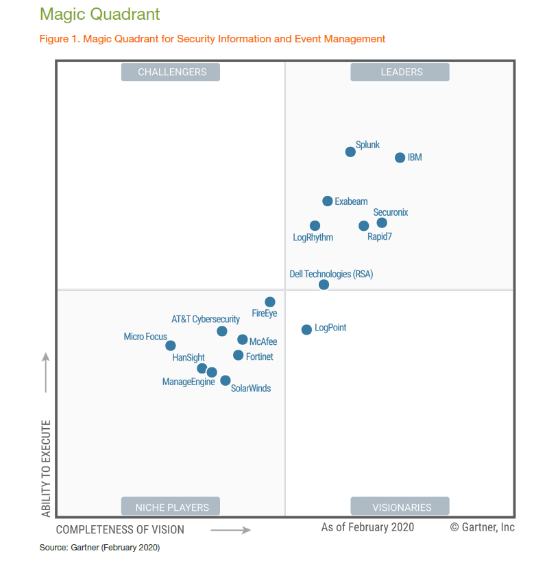 Magic Quadrant
Figure 1. Magic Quadrant for Security Information and Event Management
CHALLENGERS
LEADERS
Splunk
IBM
Exabeam
Securonix
LogRhythm
Rapid7
Dell Technologies (RSA)
FireEye
AT&T Cybersecurity
LogPoint
Micro Focus
McAfee
HanSight
Fortinet
ManageEngine
SolarWinds
ABILITY TO EXECUTE
NICHE PLAYERS
VISIONARIES
COMPLETENESS OF VISION
As of February 2020
© Gartner, Inc
Source: Gartner (February 2020)